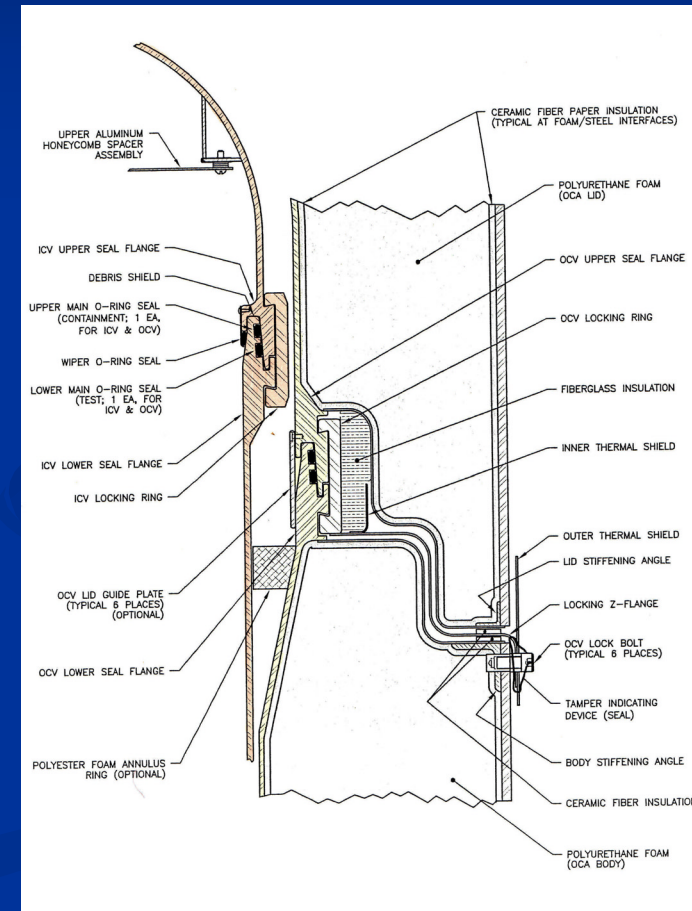 UPPER ALUMINUM
HONEYCOMB SPACER
ASSEMBLY
ICV UPPER SEAL FLANGE
DEBRIS SHIELD
UPPER MAIN O-RING SEAL
(CONTAINMENT; 1 EA,
FOR ICV & OCV)
WIPER O-RING SEAL
LOWER MAIN O-RING SEAL
(TEST; 1 EA, FOR
ICV & OCV)
ICV LOWER SEAL FLANGE
ICV LOCKING RING
OCV LID GUIDE PLATE
(TYPICAL 6 PLACES)
(OPTIONAL)
OCV LOWER SEAL FLANGE
POLYESTER FOAM ANNULUS
RING (OPTIONAL)
CERAMIC FIBER PAPER INSULATION
(TYPICAL AT FOAM/STEEL INTERFACES)
POLYURETHANE FOAM
(OCA LID)
OCV UPPER SEAL FLANGE
OCV LOCKING RING
FIBERGLASS INSULATION
INNER THERMAL SHIELD
OUTER THERMAL SHIELD
LID STIFFENING ANGLE
LOCKING Z-FLANGE
OCV LOCK BOLT
(TYPICAL 6 PLACES)
TAMPER INDICATING
DEVICE (SEAL)
BODY STIFFENING ANGLE
CERAMIC FIBER INSULATION
POLYURETHANE FOAM
(OCA BODY)